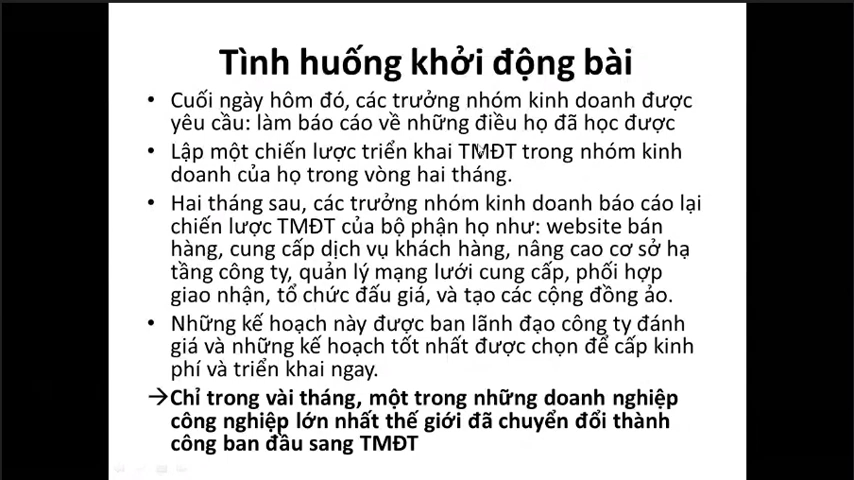 Tình huống khởi động bài
• Cuối ngày hôm đó, các trưởng nhóm kinh doanh được
yêu cầu: làm báo cáo về những điều họ đã học được
• Lập một chiến lược triển khai TMĐT trong nhóm kinh
doanh của họ trong vòng hai tháng.
• Hai tháng sau, các trưởng nhóm kinh doanh báo cáo lại
chiến lược TMĐT của bộ phận họ như: website bán
hàng, cung cấp dịch vụ khách hàng, nâng cao cơ sở hạ
tầng công ty, quản lý mạng lưới cung cấp, phối hợp
giao nhận, tổ chức đấu giá, và tạo các cộng đồng ảo.
• Những kế hoạch này được ban lãnh đạo công ty đánh
giá và những kế hoạch tốt nhất được chọn để cấp kinh
phí và triển khai ngay.
→Chỉ trong vài tháng, một trong những doanh nghiệp
công nghiệp lớn nhất thế giới đã chuyển đổi thành
công ban đầu sang TMĐT